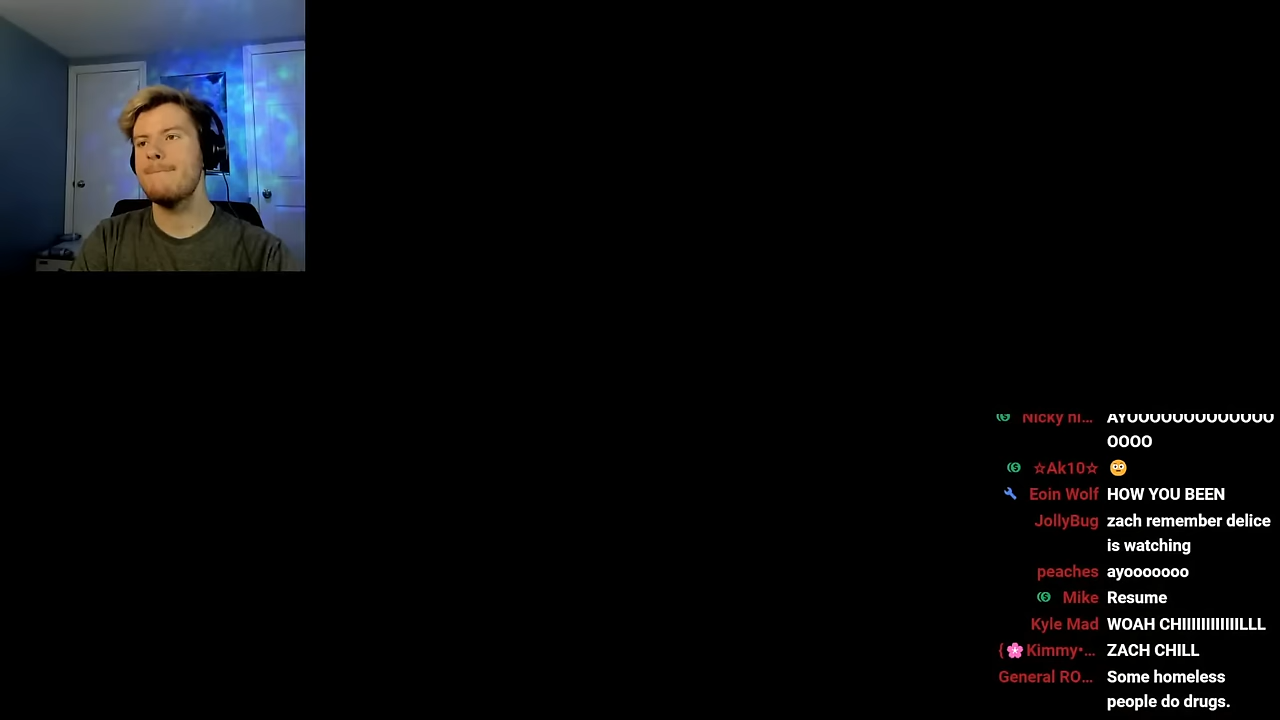 Nicky ni... AYOOOOOOOOOOOOO
OOOO
☆Ak10☆ 😳
Eoin Wolf HOW YOU BEEN
JollyBug zach remember delice
is watching
peaches ayooooooo
Mike Resume
Kyle Mad WOAH CHIIIIIIIIIIIILLL
{🌸Kimmy•... ZACH CHILL
General RO... Some homeless
people do drugs.